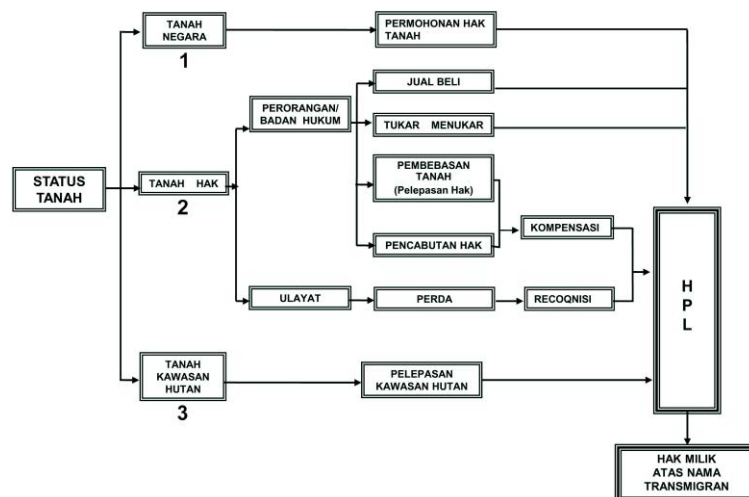 TANAH
NEGARA
1
PERMOHONAN HAK
TANAH
JUAL BELI
PERORANGAN/
BADAN HUKUM
TUKAR MENUKAR
STATUS
TANAH
TANAH HAK
2
PEMBEBASAN
TANAH
(Pelepasan Hak)
KOMPENSASI
PENCABUTAN HAK
ULAYAT
PERDA
RECOQNISI
H
P
L
TANAH
KAWASAN
HUTAN
3
PELEPASAN
KAWASAN HUTAN
HAK MILIK
ATAS NAMA
TRANSMIGRAN